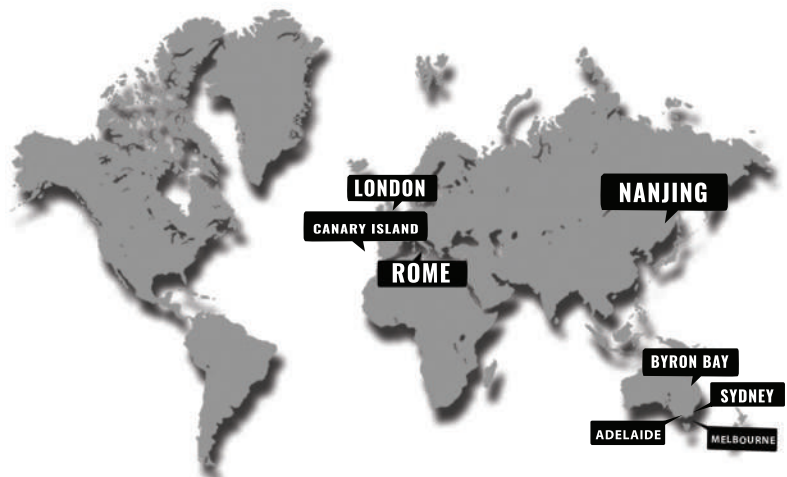 LONDON
NANJING
CANARY ISLAND
ROME
BYRON BAY
SYDNEY
ADELAIDE
MELBOURNE